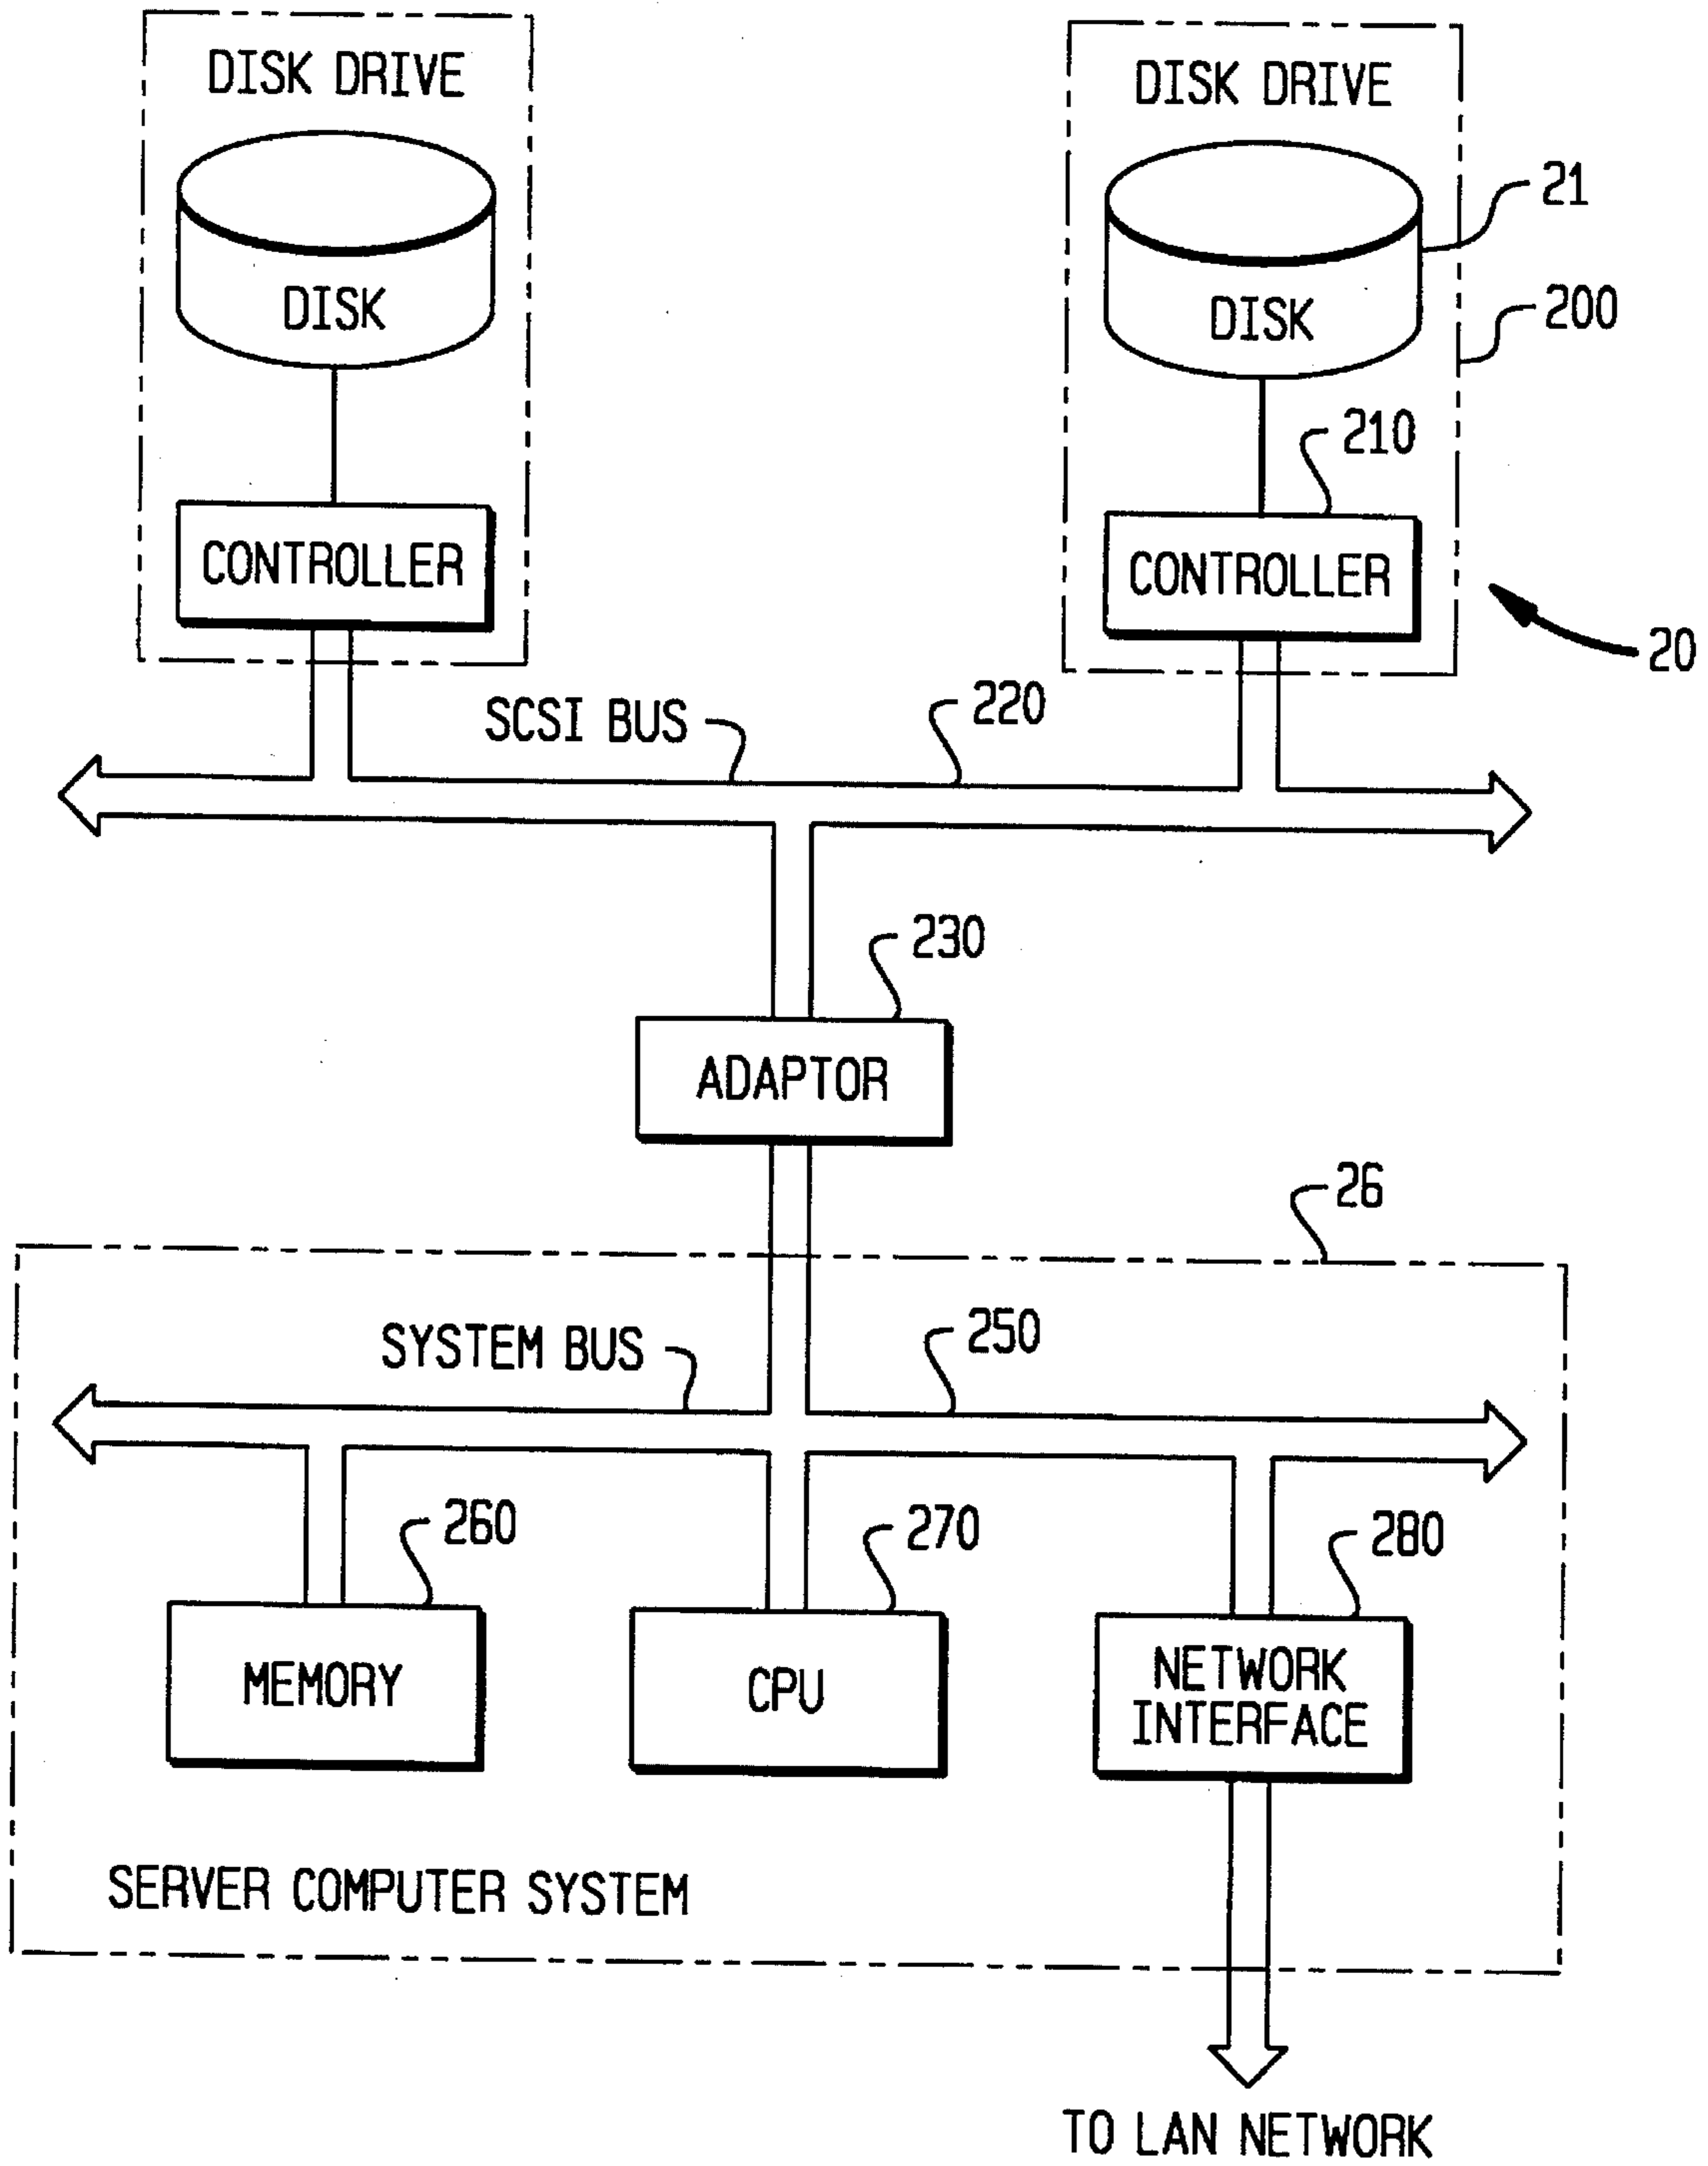 DISK DRIVE
DISK DRIVE
21
DISK
DISK
200
210
CONTROLLER
CONTROLLER
20
SCSI BUS
220
230
ADAPTOR
26
SYSTEM BUS
250
260
270
280
MEMORY
CPU
NETWORK
INTERFACE
SERVER COMPUTER SYSTEM
TO LAN NETWORK